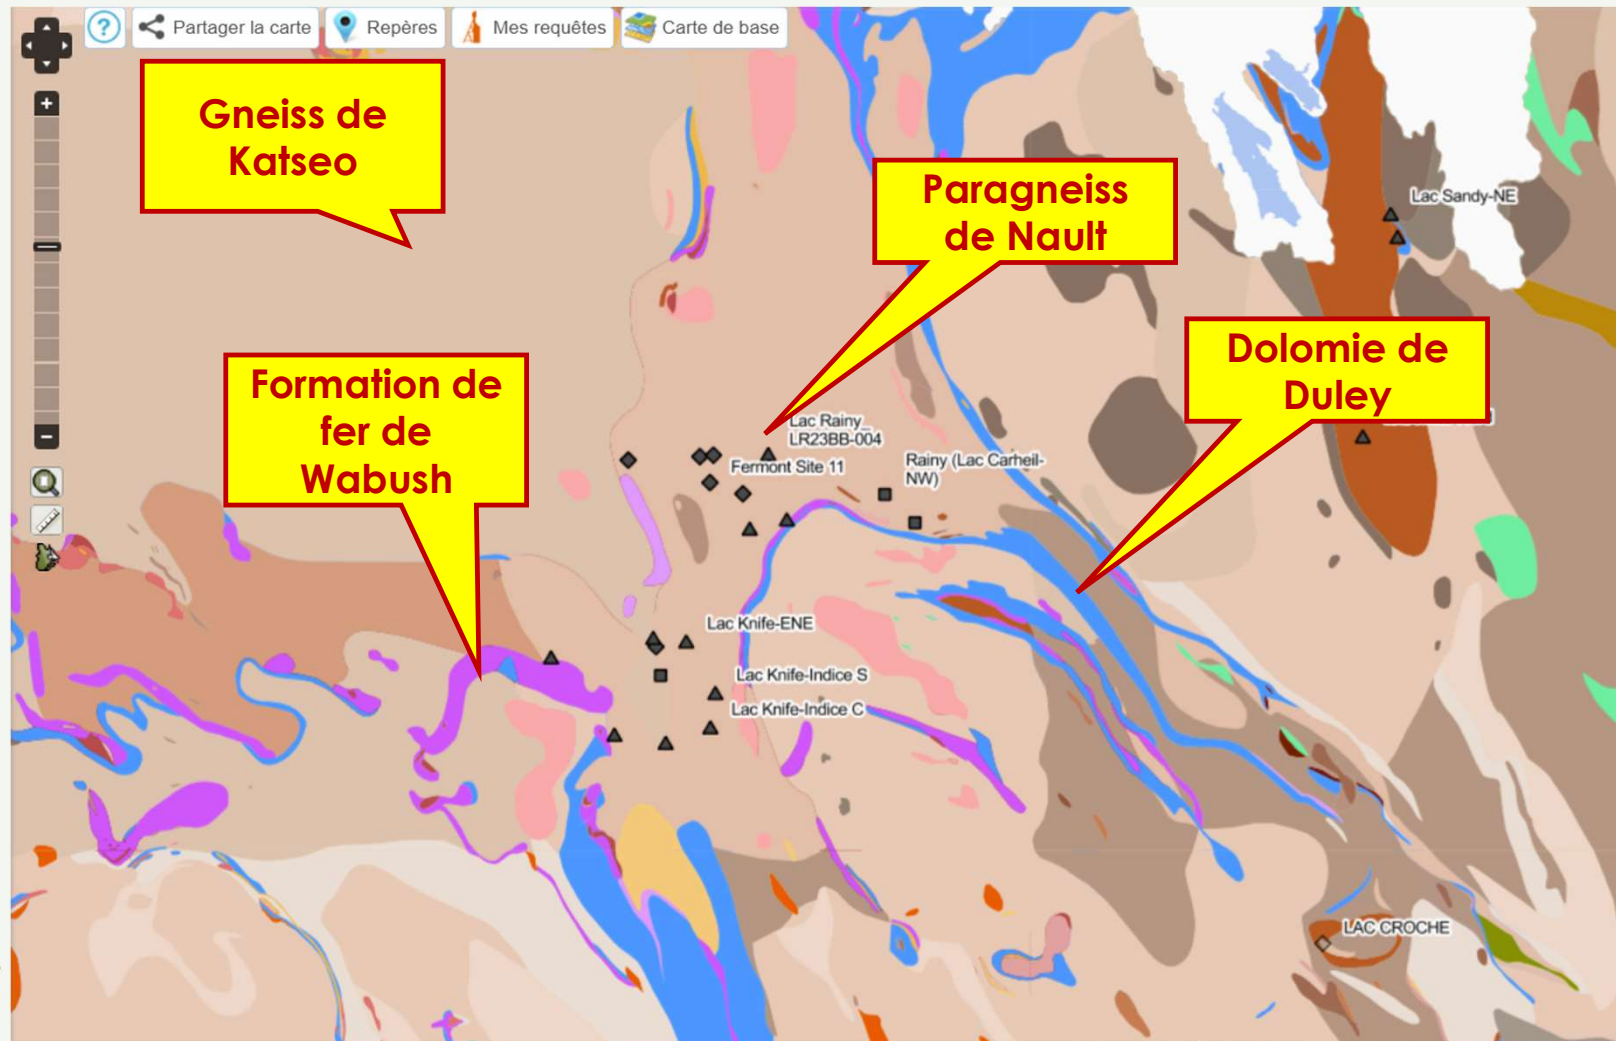 ?
Partager la carte
Repères
Mes requêtes
Carte de base
Gneiss de
Katseo
Paragneiss
de Nault
Lac Sandy-NE
Dolomie de
Duley
Formation de
fer de
Wabush
Lac Rainy_
LR23BB-004
Fermont Site 11
Rainy (Lac Carheil-
NW)
Lac Knife-ENE
Lac Knife-Indice S
Lac Knife-Indice C
LAC CROCHE